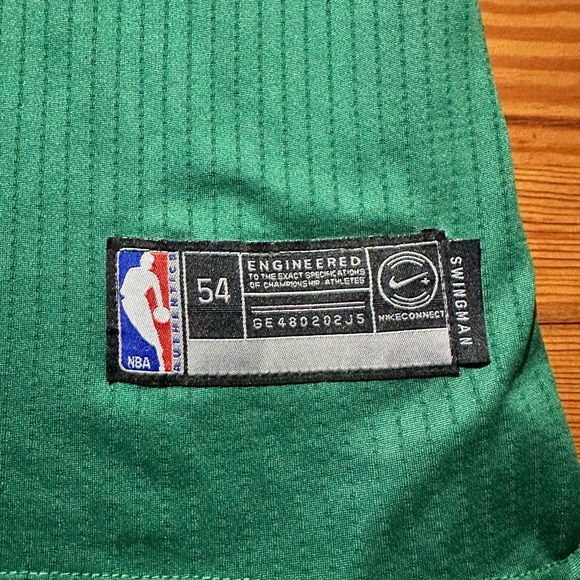 NBA
AUTHENTICS
54
ENGINEERED
TO THE EXACT SPECIFICATIONS
OF CHAMPIONSHIP ATHLETES
GE480202J5
NIKECONNECT
SWINGMAN